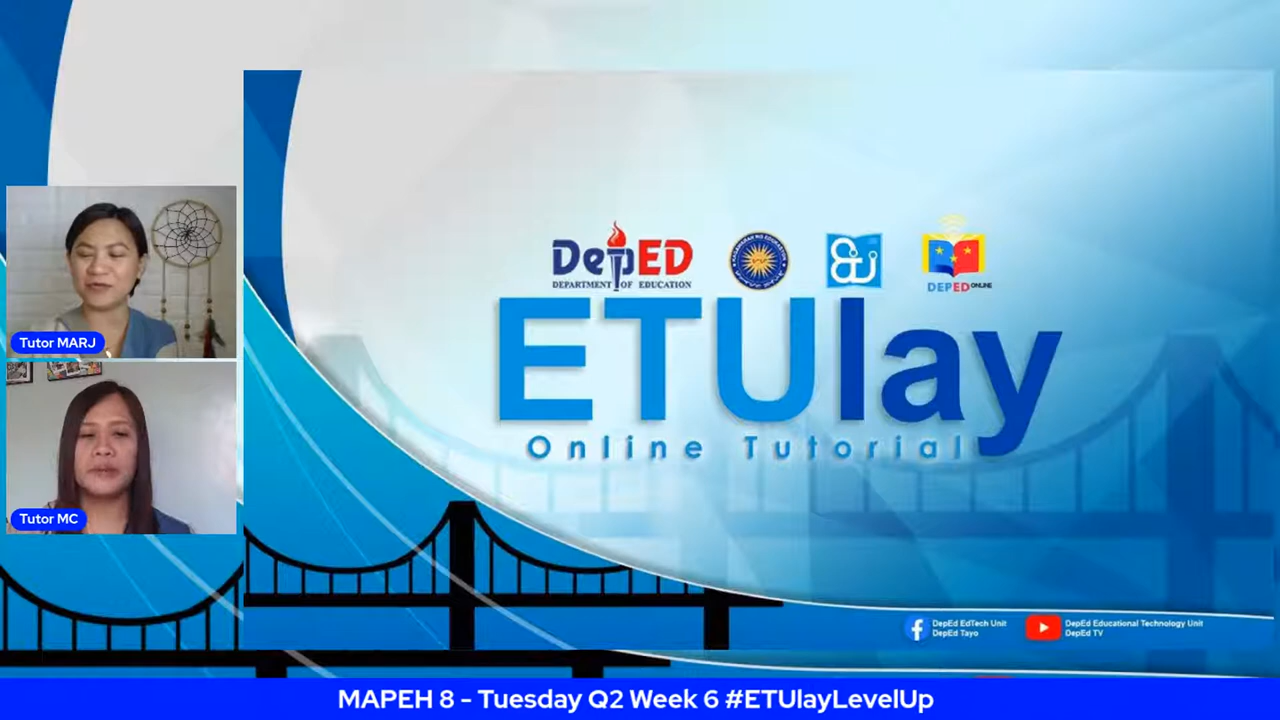 DepED
DEPARTMENT OF EDUCATION
DEPED ONLINE
ETUlay
Online Tutorial
Tutor MARJ
Tutor MC
DepEd EdTech Unit
DepEd Tayo
DepEd Educational Technology Unit
DepEd TV
MAPEH 8 - Tuesday Q2 Week 6 #ETUlayLevelUp